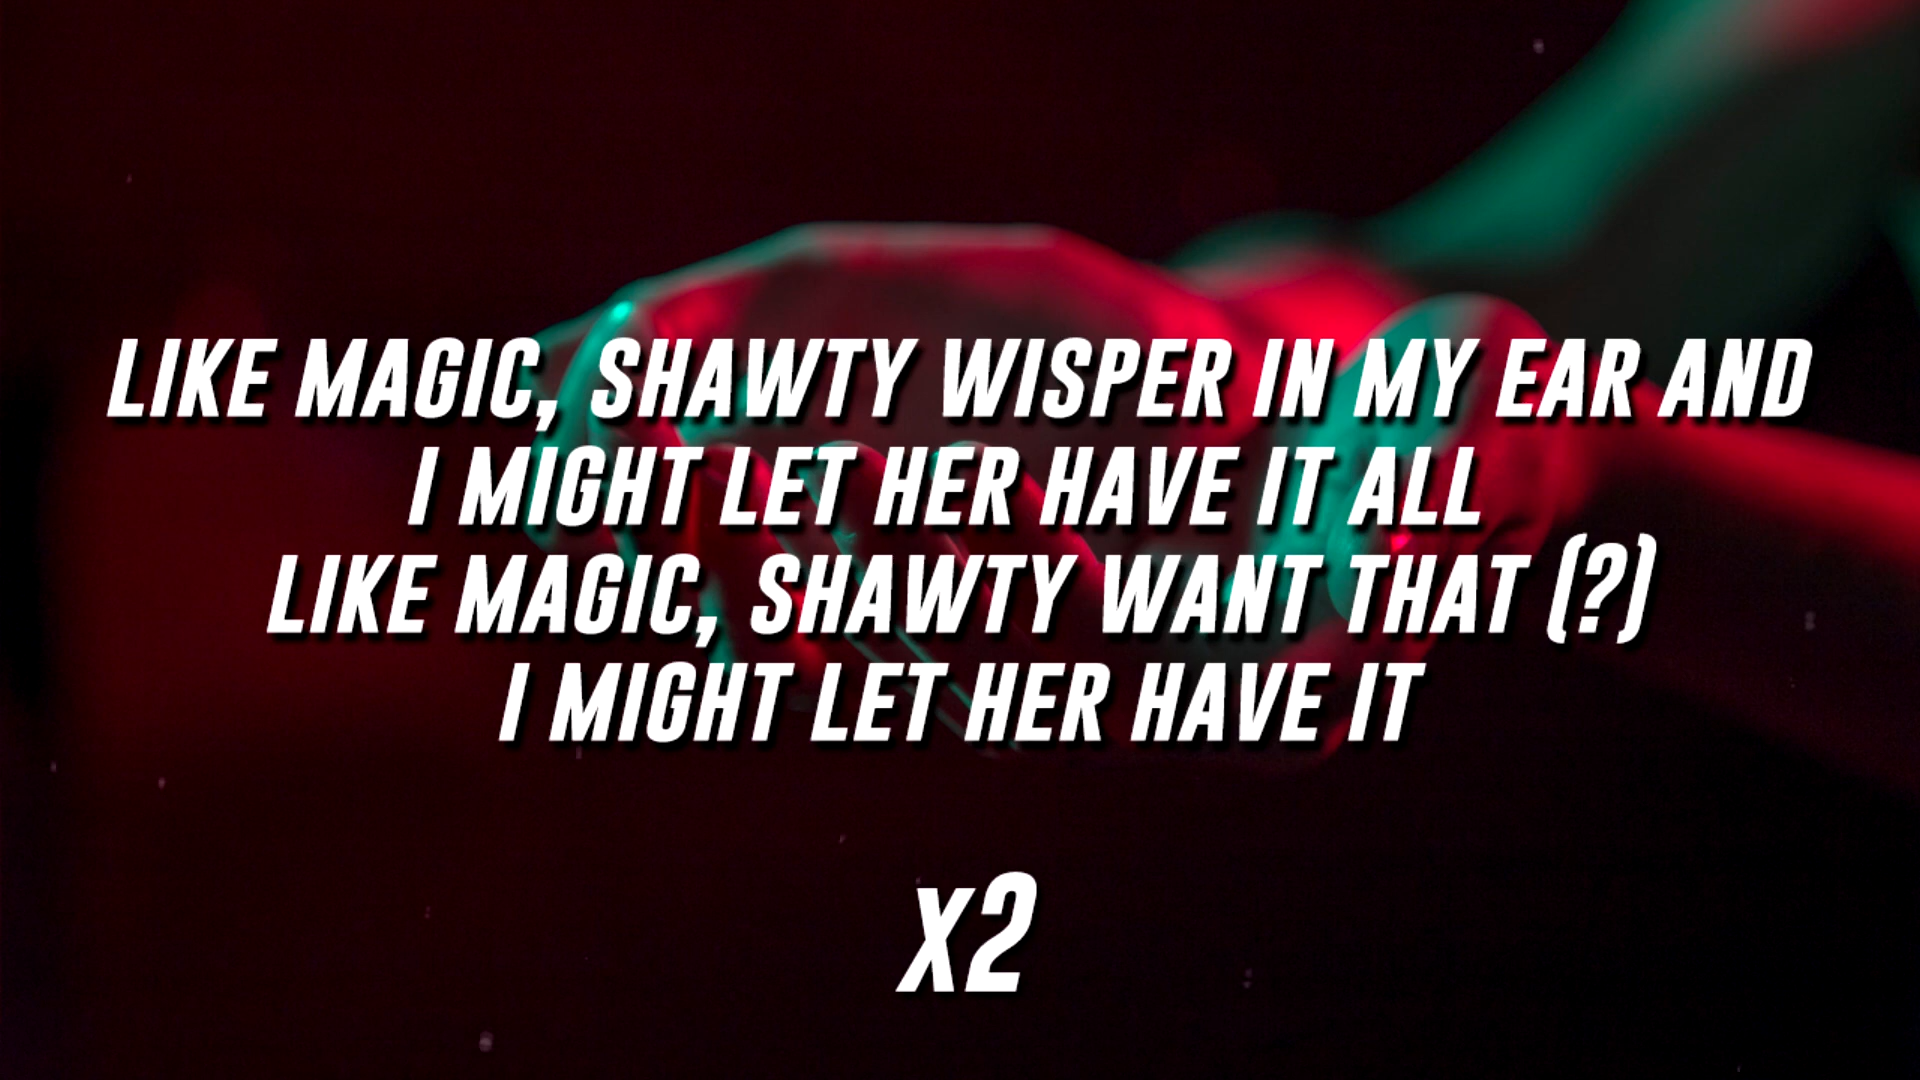 LIKE MAGIC, SHAWTY WISPER IN MY EAR AND
I MIGHT LET HER HAVE IT ALL
LIKE MAGIC, SHAWTY WANT THAT (?)
I MIGHT LET HER HAVE IT
X2